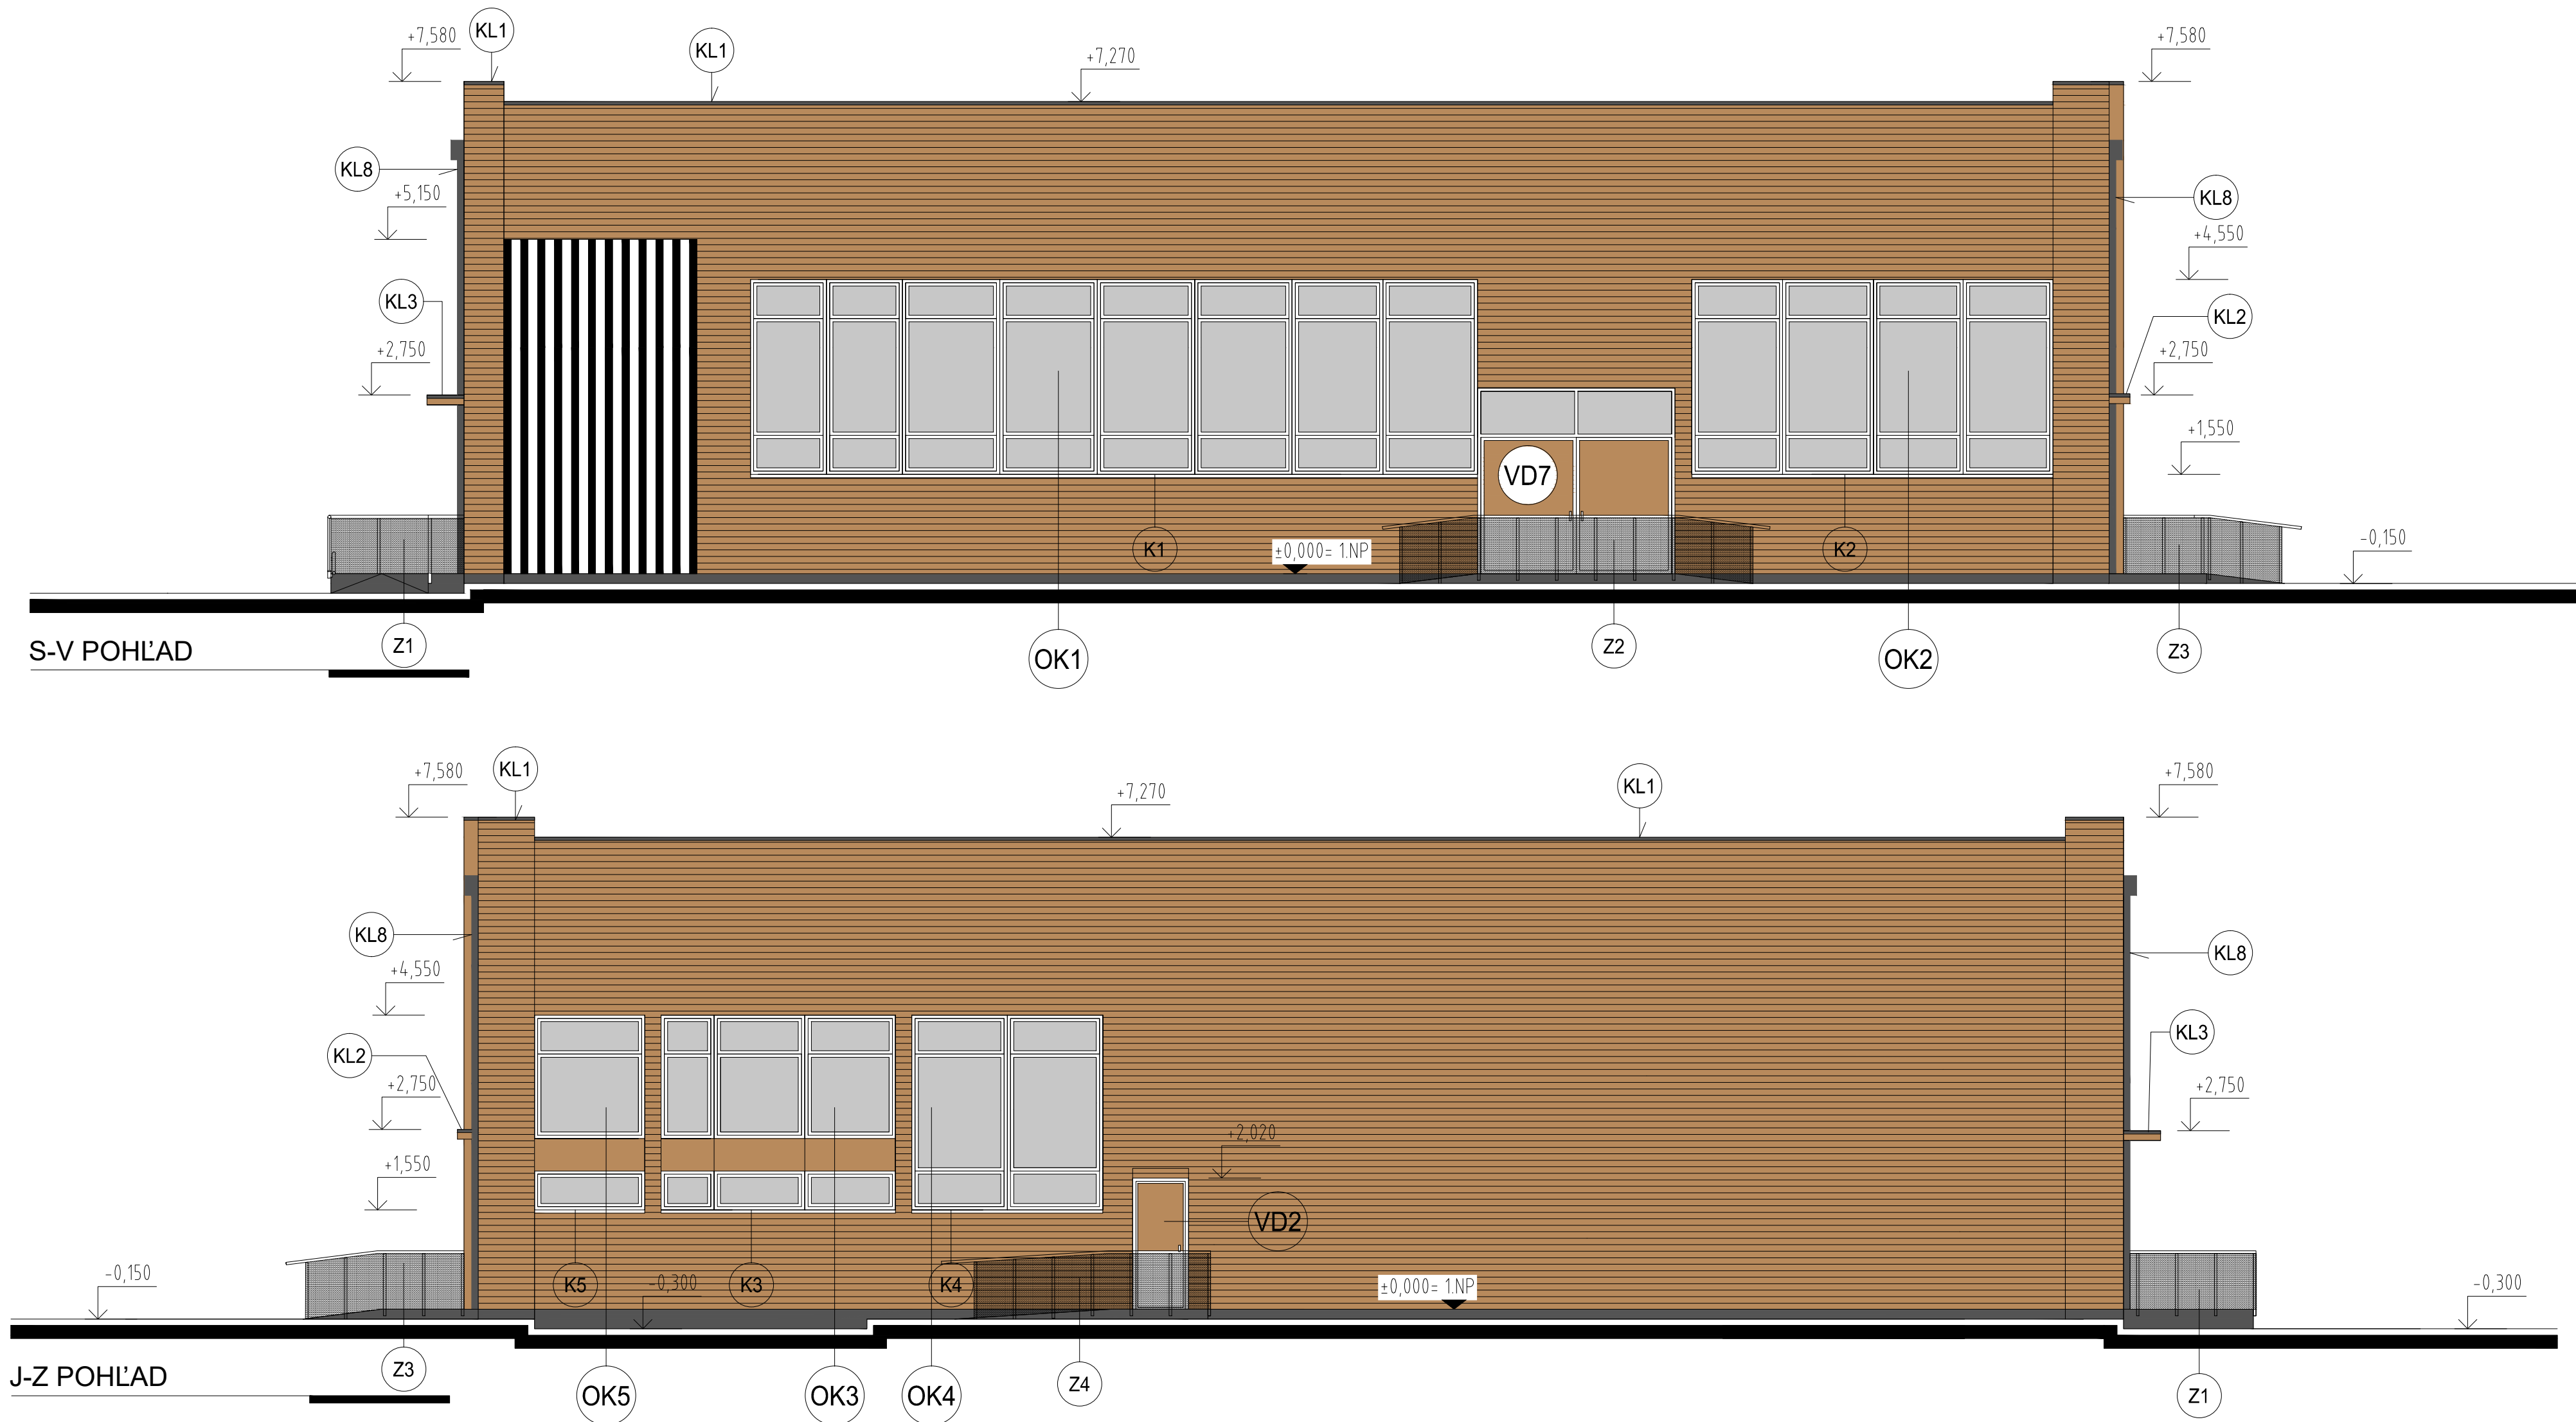 +7,580
KL1
KL1
+7,270
+7,580
KL8
+5,150
KL8
+4,550
KL3
KL2
+2,750
+2,750
+1,550
VD7
K1
±0,000= 1.NP
K2
-0,150
S-V POHĽAD
Z1
OK1
Z2
OK2
Z3
+7,580
KL1
+7,270
KL1
+7,580
KL8
KL8
+4,550
KL2
KL3
+2,750
+2,750
+2,020
+1,550
VD2
-0,150
K5
-0,300
K3
K4
±0,000= 1.NP
-0,300
J-Z POHĽAD
Z3
OK5
OK3
OK4
Z4
Z1